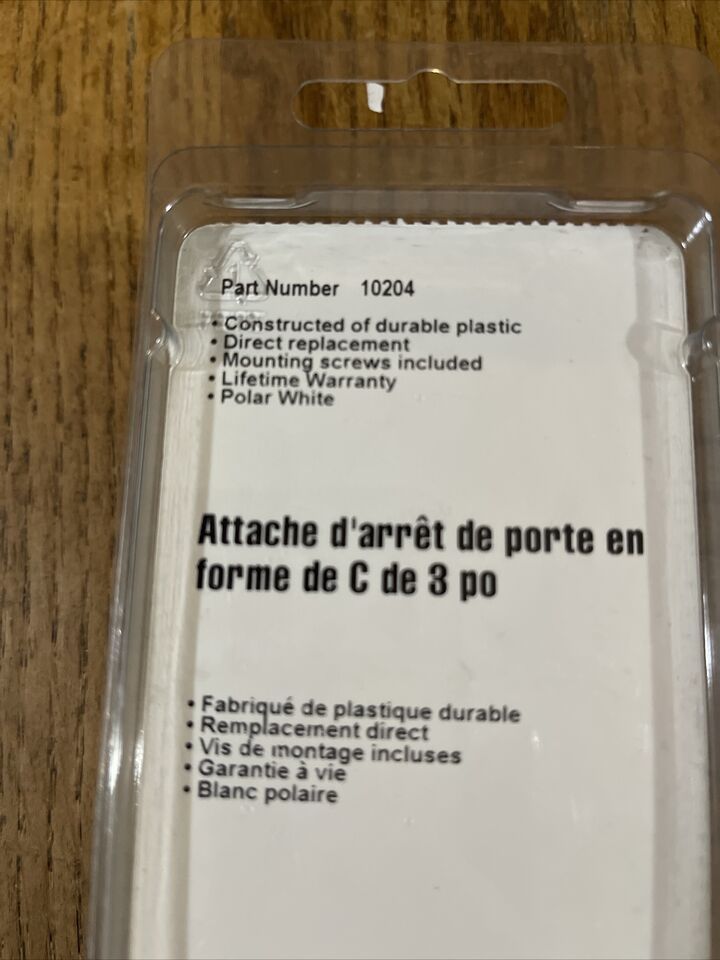 1
Part Number 10204
• Constructed of durable plastic
• Direct replacement
• Mounting screws included
• Lifetime Warranty
• Polar White
Attache d'arrêt de porte en
forme de C de 3 po
• Fabriqué de plastique durable
• Remplacement direct
• Vis de montage incluses
• Garantie à vie
• Blanc polaire